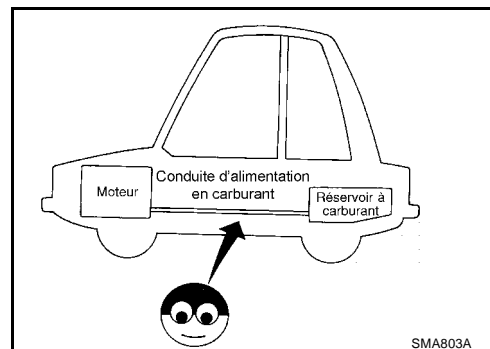 Conduite d'alimentation
en carburant
Moteur
Réservoir à
carburant
SMA803A